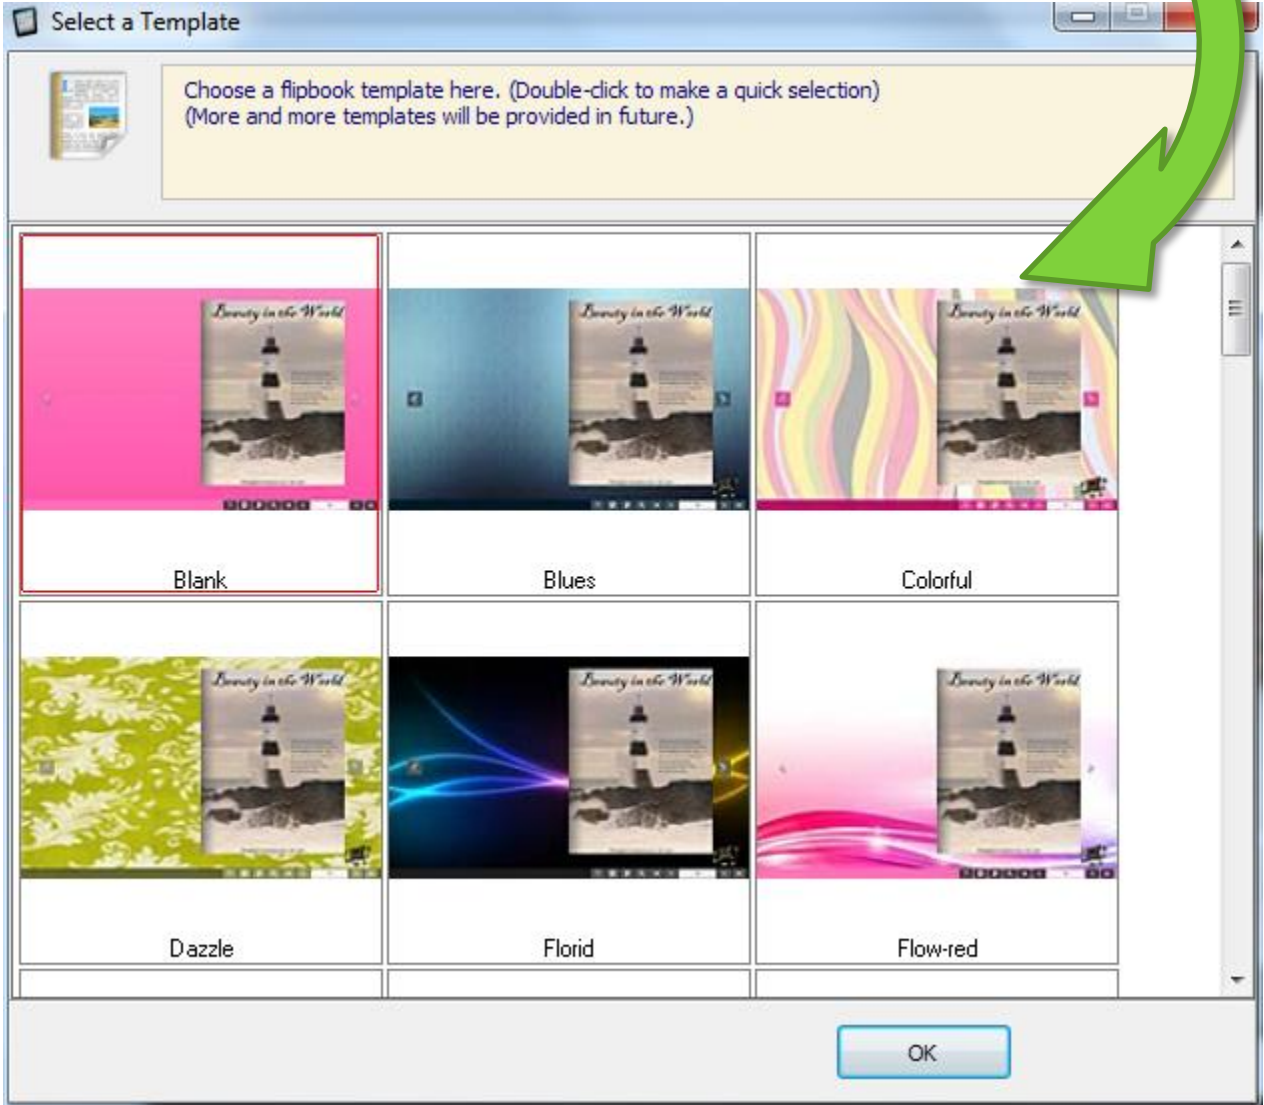 Select a Template
Choose a flipbook template here. (Double-click to make a quick selection)
(More and more templates will be provided in future.)
Beauty in the World
Beauty in the World
Beauty in the World
Blank
Blues
Colorful
Beauty in the World
Beauty in the World
Beauty in the World
Dazzle
Florid
Flow-red
OK